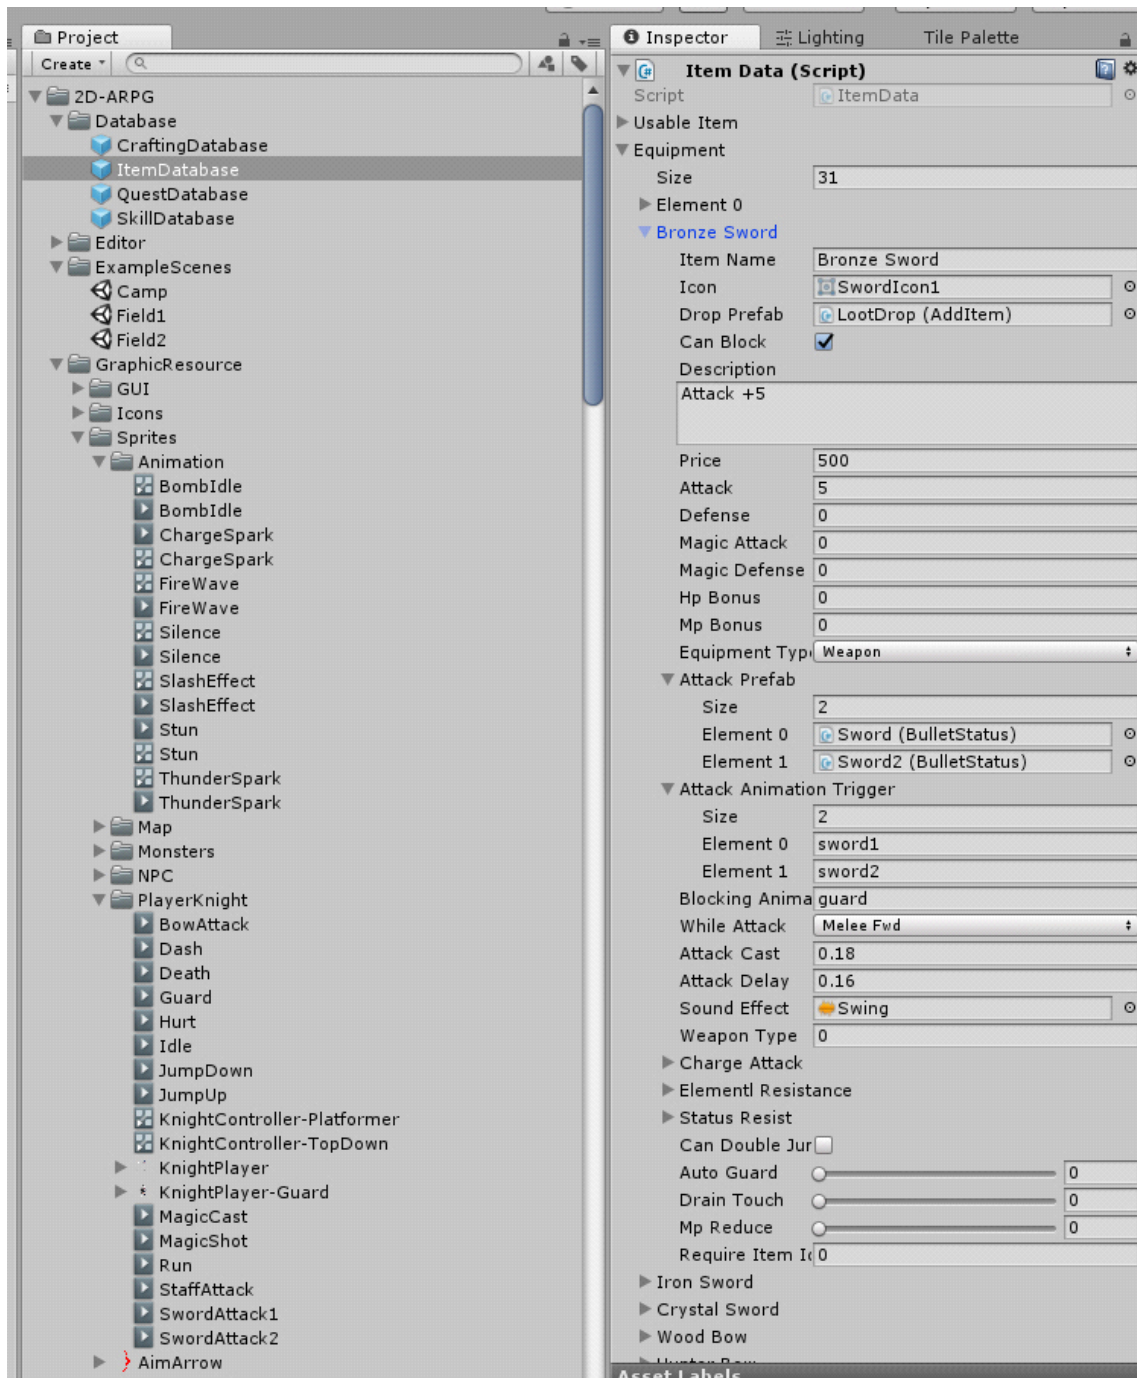 Project
Create
2D-ARPG
Database
CraftingDatabase
ItemDatabase
QuestDatabase
SkillDatabase
Editor
ExampleScenes
Camp
Field1
Field2
GraphicResource
GUI
Icons
Sprites
Animation
BombIdle
BombIdle
ChargeSpark
ChargeSpark
FireWave
FireWave
Silence
Silence
SlashEffect
SlashEffect
Stun
Stun
ThunderSpark
ThunderSpark
Map
Monsters
NPC
PlayerKnight
BowAttack
Dash
Death
Guard
Hurt
Idle
JumpDown
JumpUp
KnightController-Platformer
KnightController-TopDown
KnightPlayer
KnightPlayer-Guard
MagicCast
MagicShot
Run
StaffAttack
SwordAttack1
SwordAttack2
AimArrow
Inspector Lighting Tile Palette
Item Data (Script)
Script ItemData
Usable Item
Equipment
Size 31
Element 0
Bronze Sword
Item Name Bronze Sword
Icon SwordIcon1
Drop Prefab LootDrop (AddItem)
Can Block
Description
Attack +5
Price 500
Attack 5
Defense 0
Magic Attack 0
Magic Defense 0
Hp Bonus 0
Mp Bonus 0
Equipment Typ Weapon
Attack Prefab
Size 2
Element 0 Sword (BulletStatus)
Element 1 Sword2 (BulletStatus)
Attack Animation Trigger
Size 2
Element 0 sword1
Element 1 sword2
Blocking Anima guard
While Attack Melee Fwd
Attack Cast 0.18
Attack Delay 0.16
Sound Effect Swing
Weapon Type 0
Charge Attack
Elementl Resistance
Status Resist
Can Double Jur
Auto Guard 0
Drain Touch 0
Mp Reduce 0
Require Item Id 0
Iron Sword
Crystal Sword
Wood Bow
Hunter Bow
Asset Labels